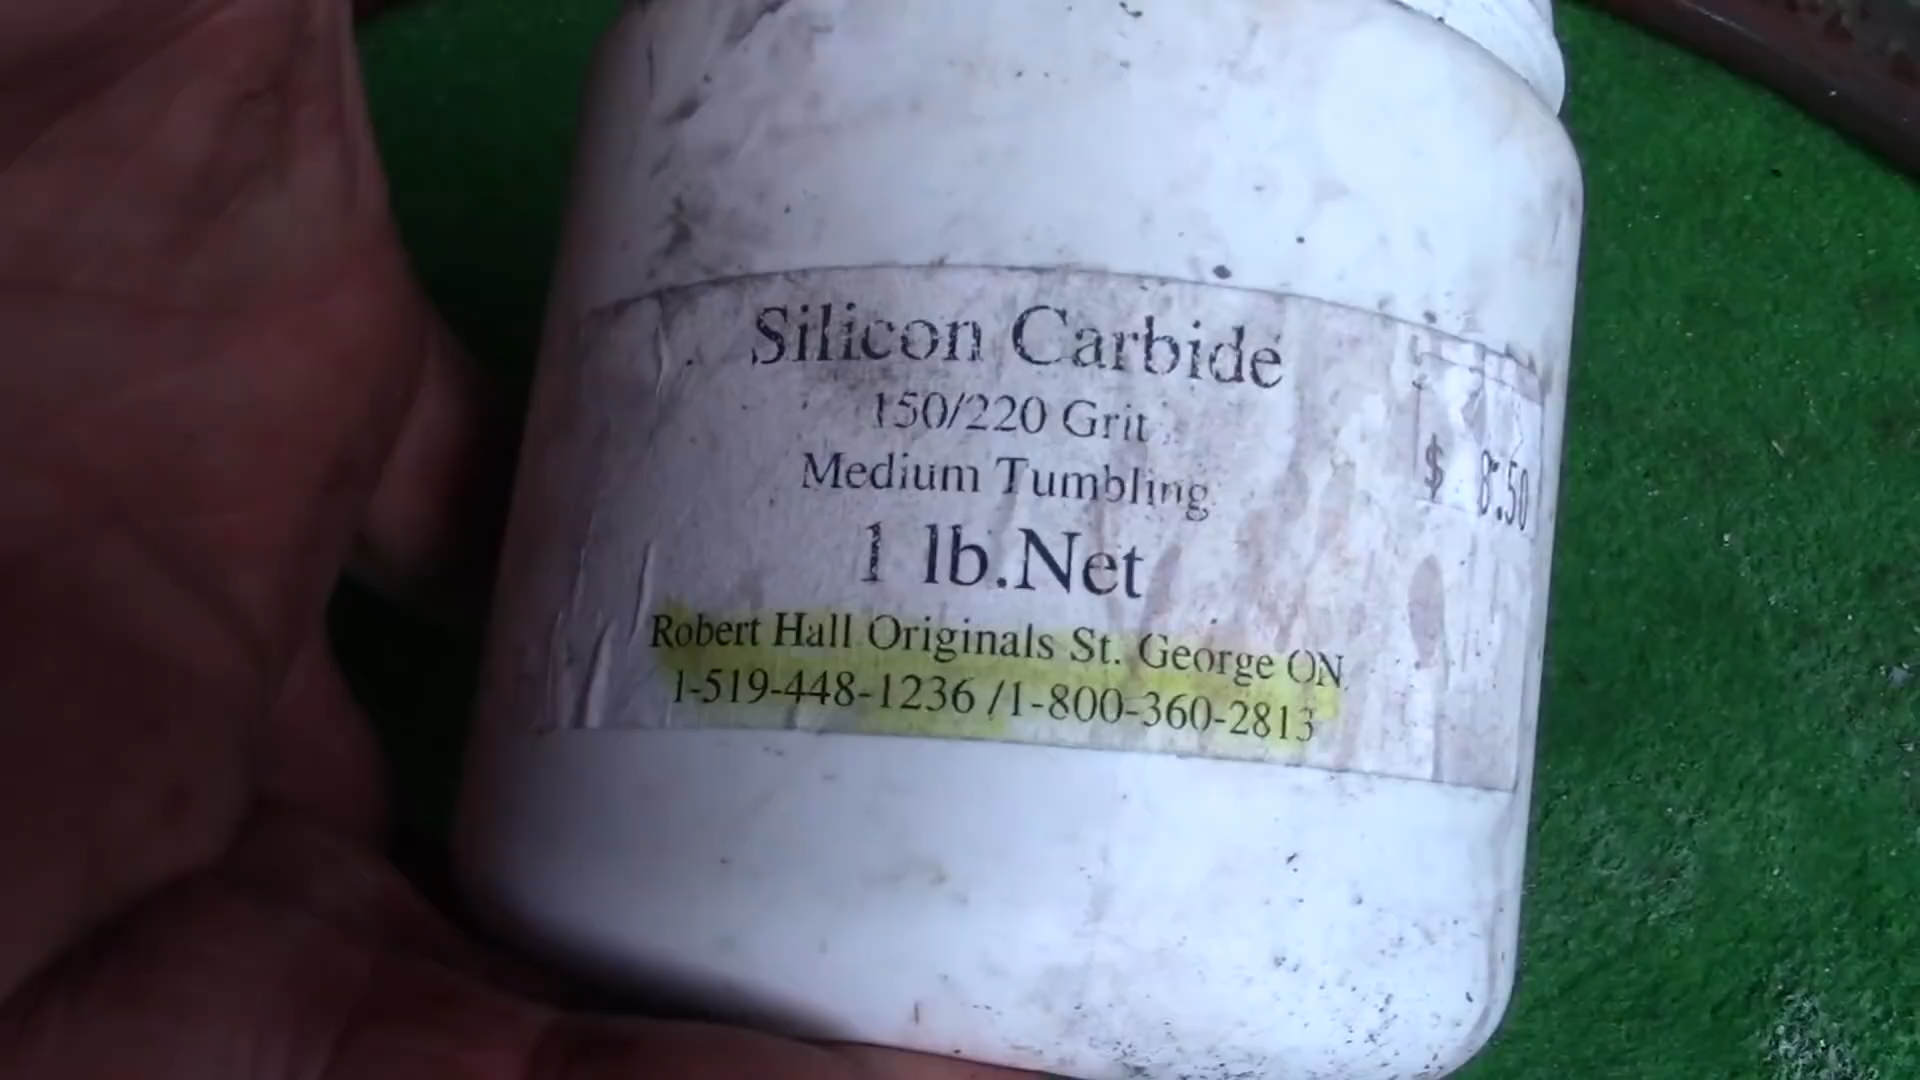 Silicon Carbide
150/220 Grit
Medium Tumbling
1 lb.Net
$ 8.50
Robert Hall Originals St. George ON
1-519-448-1236 /1-800-360-2813